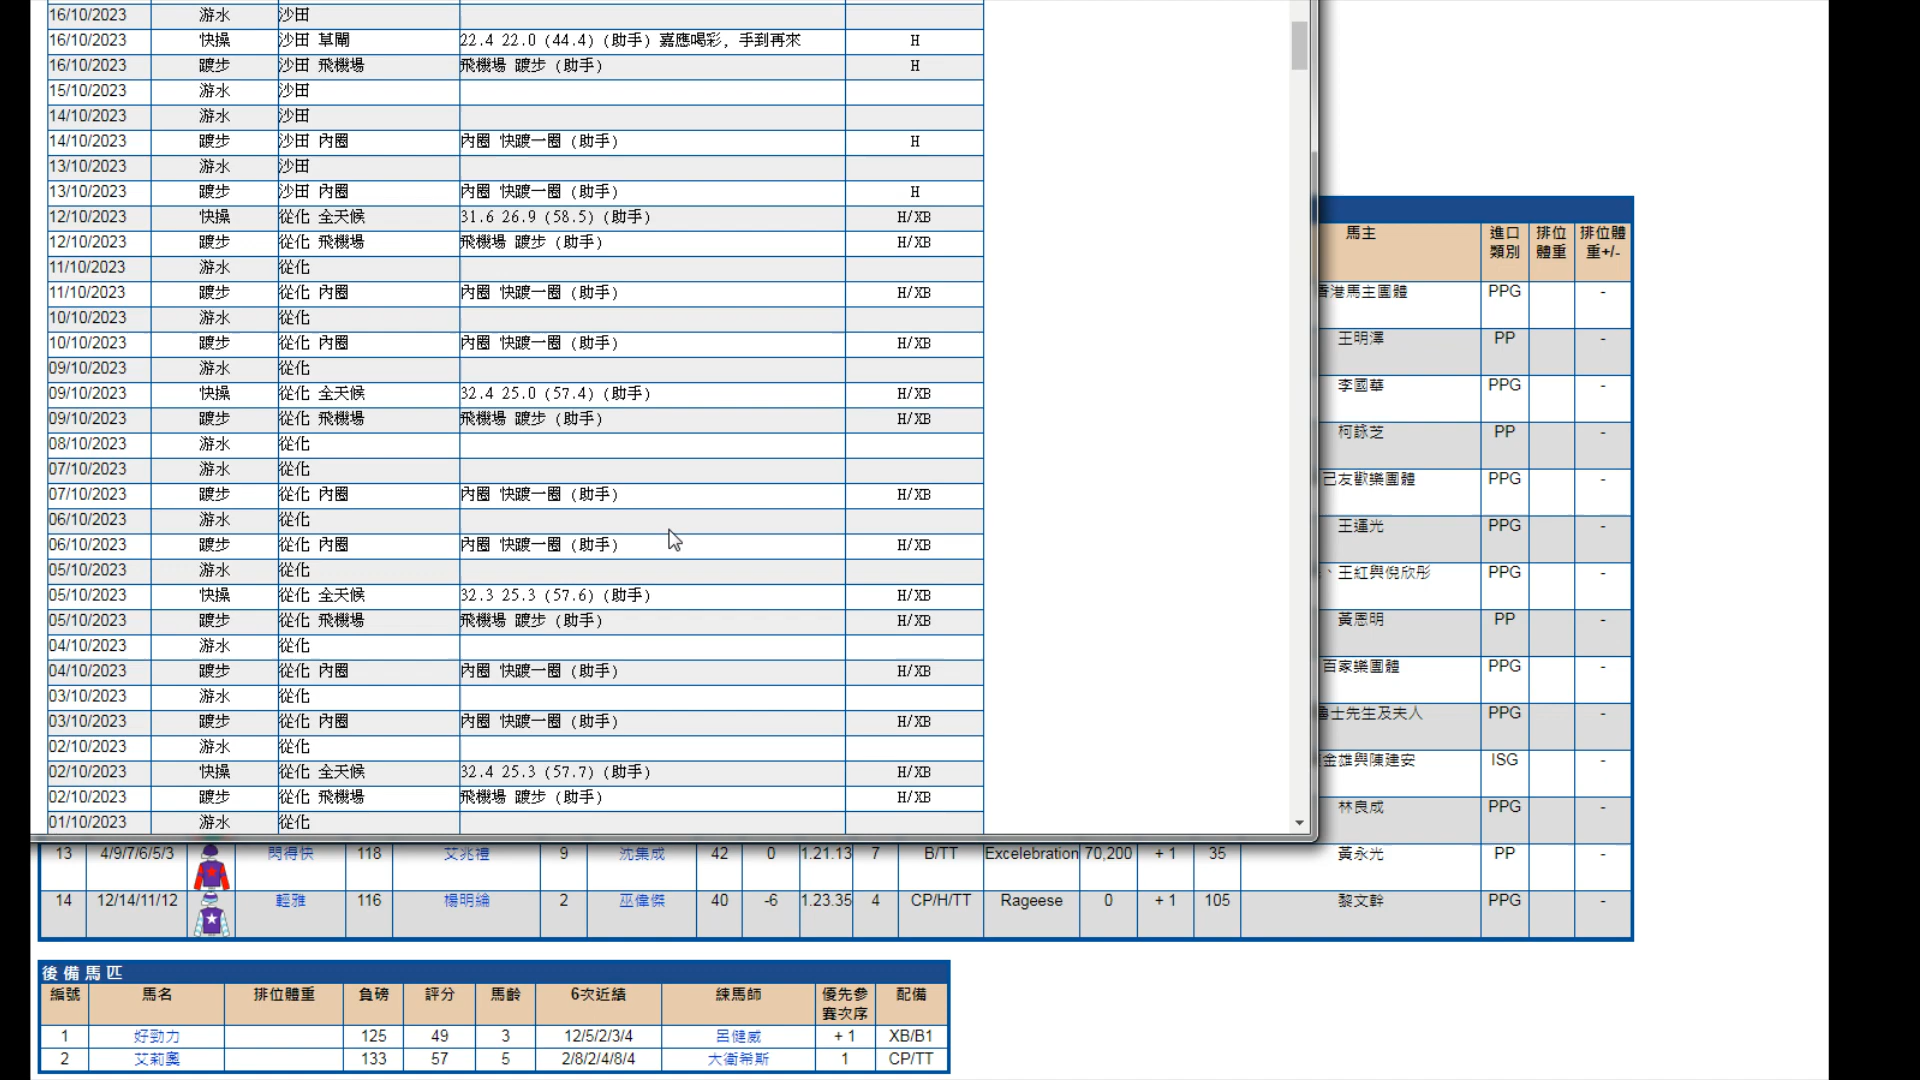 16/10/2023 游水 沙田
16/10/2023 快操 沙田 草閘 22.4 22.0 (44.4) (助手) 嘉應喝彩, 手到再來 H
16/10/2023 踱步 沙田 飛機場 飛機場 踱步 (助手) H
15/10/2023 游水 沙田
14/10/2023 游水 沙田
14/10/2023 踱步 沙田 內圈 內圈 快踱一圈 (助手) H
13/10/2023 游水 沙田
13/10/2023 踱步 沙田 內圈 內圈 快踱一圈 (助手) H
12/10/2023 快操 從化 全天候 31.6 26.9 (58.5) (助手) H/XB
12/10/2023 踱步 從化 飛機場 飛機場 踱步 (助手) H/XB
11/10/2023 游水 從化
11/10/2023 踱步 從化 內圈 內圈 快踱一圈 (助手) H/XB
10/10/2023 游水 從化
10/10/2023 踱步 從化 內圈 內圈 快踱一圈 (助手) H/XB
09/10/2023 游水 從化
09/10/2023 快操 從化 全天候 32.4 25.0 (57.4) (助手) H/XB
09/10/2023 踱步 從化 飛機場 飛機場 踱步 (助手) H/XB
08/10/2023 游水 從化
07/10/2023 游水 從化
07/10/2023 踱步 從化 內圈 內圈 快踱一圈 (助手) H/XB
06/10/2023 游水 從化
06/10/2023 踱步 從化 內圈 內圈 快踱一圈 (助手) H/XB
05/10/2023 游水 從化
05/10/2023 快操 從化 全天候 32.3 25.3 (57.6) (助手) H/XB
05/10/2023 踱步 從化 飛機場 飛機場 踱步 (助手) H/XB
04/10/2023 游水 從化
04/10/2023 踱步 從化 內圈 內圈 快踱一圈 (助手) H/XB
03/10/2023 游水 從化
03/10/2023 踱步 從化 內圈 內圈 快踱一圈 (助手) H/XB
02/10/2023 游水 從化
02/10/2023 快操 從化 全天候 32.4 25.3 (57.7) (助手) H/XB
02/10/2023 踱步 從化 飛機場 飛機場 踱步 (助手) H/XB
01/10/2023 游水 從化
馬主 進口 排位 排位體
類別 體重 重+/-
香港馬主團體 PPG -
王明澤 PP -
李國華 PPG -
柯詠芝 PP -
己友歡樂團體 PPG -
王運光 PPG -
、王紅與倪欣彤 PPG -
黃恩明 PP -
百家樂團體 PPG -
魯士先生及夫人 PPG -
金雄與陳建安 ISG -
林良成 PPG -
13 4/9/7/6/5/3 閃得快 118 艾兆禮 9 沈集成 42 0 1.21.13 7 B/TT Excelebration 70,200 + 1 35 黃永光 PP -
14 12/14/11/12 輕雅 116 楊明綸 2 巫偉傑 40 -6 1.23.35 4 CP/H/TT Rageese 0 + 1 105 黎文幹 PPG -
後備馬匹
編號 馬名 排位體重 負磅 評分 馬齡 6次近績 練馬師 優先參 配備
賽次序
1 好勁力 125 49 3 12/5/2/3/4 呂健威 + 1 XB/B1
2 艾莉奧 133 57 5 2/8/2/4/8/4 大衛希斯 1 CP/TT